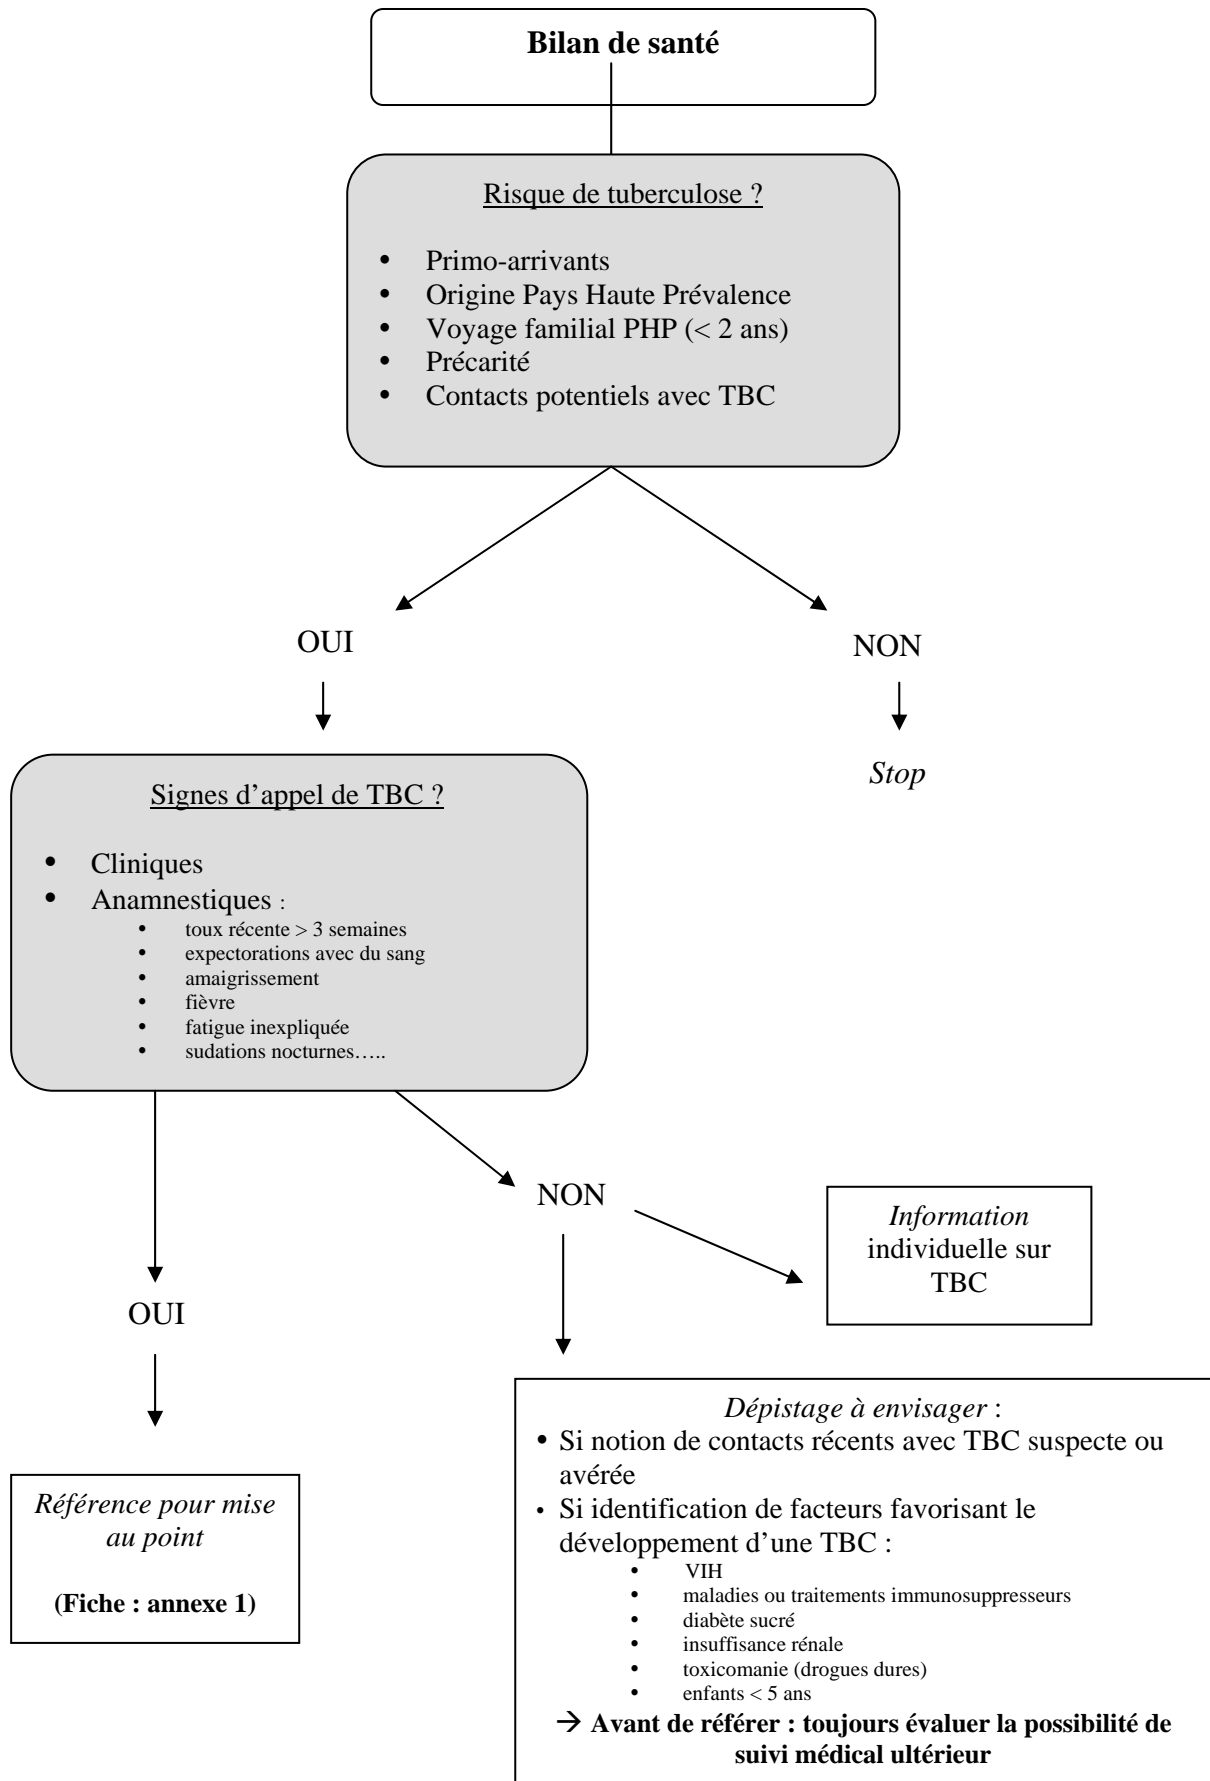 Bilan de santé
Risque de tuberculose ?
• Primo-arrivants
• Origine Pays Haute Prévalence
• Voyage familial PHP (< 2 ans)
• Précarité
• Contacts potentiels avec TBC
OUI
NON
Stop
Signes d’appel de TBC ?
• Cliniques
• Anamnestiques :
• toux récente > 3 semaines
• expectorations avec du sang
• amaigrissement
• fièvre
• fatigue inexpliquée
• sudations nocturnes…..
NON
Information
individuelle sur
TBC
OUI
Référence pour mise
au point
(Fiche : annexe 1)
Dépistage à envisager :
• Si notion de contacts récents avec TBC suspecte ou
avérée
• Si identification de facteurs favorisant le
développement d’une TBC :
• VIH
• maladies ou traitements immunosuppresseurs
• diabète sucré
• insuffisance rénale
• toxicomanie (drogues dures)
• enfants < 5 ans
→ Avant de référer : toujours évaluer la possibilité de
suivi médical ultérieur